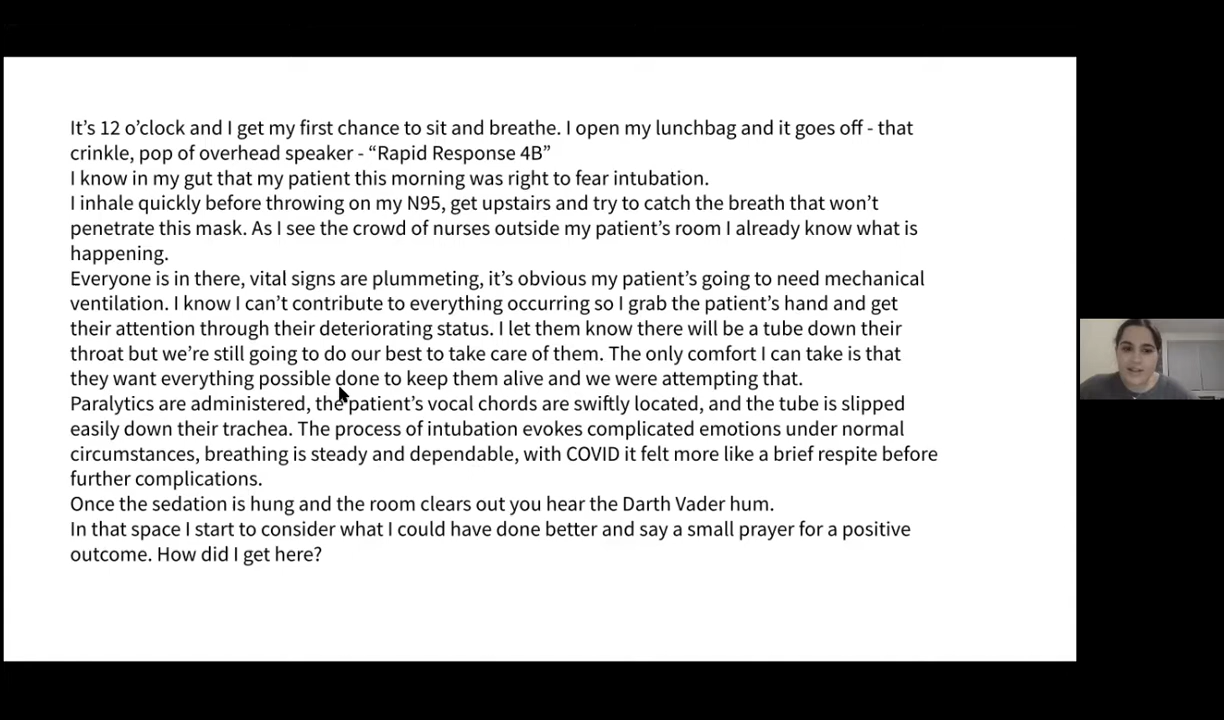 It’s 12 o’clock and I get my first chance to sit and breathe. I open my lunchbag and it goes off - that
crinkle, pop of overhead speaker - “Rapid Response 4B”
I know in my gut that my patient this morning was right to fear intubation.
I inhale quickly before throwing on my N95, get upstairs and try to catch the breath that won’t
penetrate this mask. As I see the crowd of nurses outside my patient’s room I already know what is
happening.
Everyone is in there, vital signs are plummeting, it’s obvious my patient’s going to need mechanical
ventilation. I know I can’t contribute to everything occurring so I grab the patient’s hand and get
their attention through their deteriorating status. I let them know there will be a tube down their
throat but we’re still going to do our best to take care of them. The only comfort I can take is that
they want everything possible done to keep them alive and we were attempting that.
Paralytics are administered, the patient’s vocal chords are swiftly located, and the tube is slipped
easily down their trachea. The process of intubation evokes complicated emotions under normal
circumstances, breathing is steady and dependable, with COVID it felt more like a brief respite before
further complications.
Once the sedation is hung and the room clears out you hear the Darth Vader hum.
In that space I start to consider what I could have done better and say a small prayer for a positive
outcome. How did I get here?